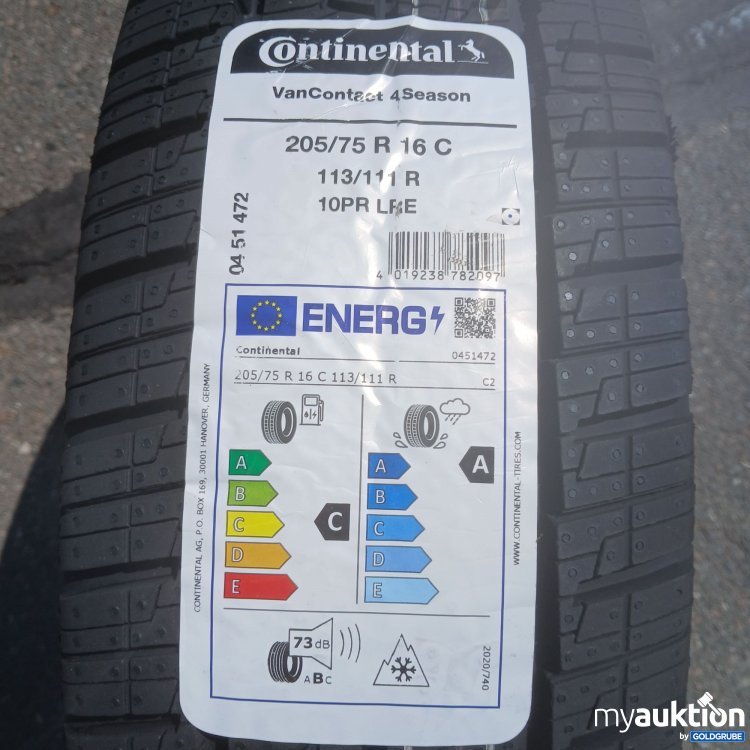 Continental
VanContact 4Season
205/75 R 16 C
113/111 R
10PR LRE
04 51 472
4 019238 782097
ENERG
Continental
0451472
205/75 R 16 C 113/111 R
C2
A
B
C
D
E
C
A
B
C
D
E
A
73 dB
ABC
2020/740
CONTINENTAL AG, P.O. BOX 169, 30001 HANOVER, GERMANY
WWW.CONTINENTAL-TIRES.COM
myauktion
by GOLDGRUBE